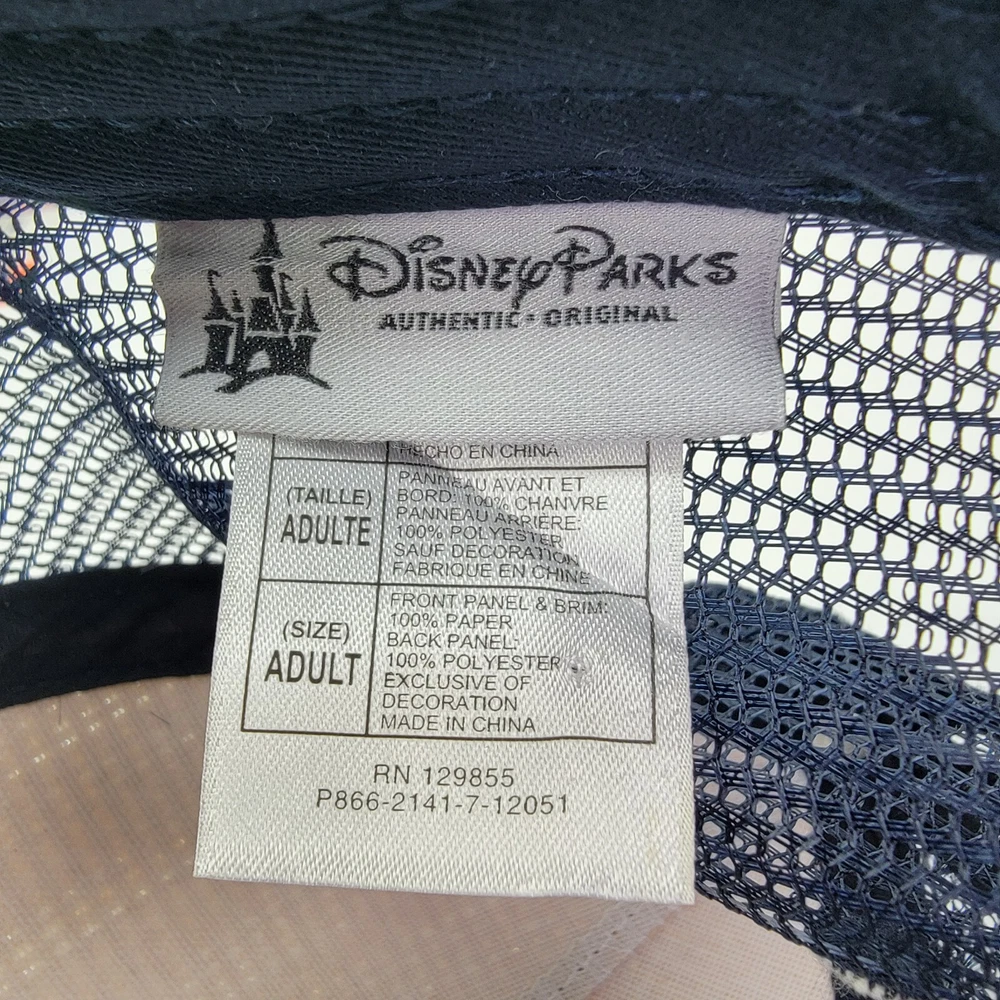 DISNEY PARKS
AUTHENTIC • ORIGINAL
HECHO EN CHINA
(TAILLE)
ADULTE
PANNEAU AVANT ET
BORD: 100% CHANVRE
PANNEAU ARRIERE:
100% POLYESTER
SAUF DECORATION
FABRIQUE EN CHINE
(SIZE)
ADULT
FRONT PANEL & BRIM:
100% PAPER
BACK PANEL:
100% POLYESTER
EXCLUSIVE OF
DECORATION
MADE IN CHINA
RN 129855
P866-2141-7-12051